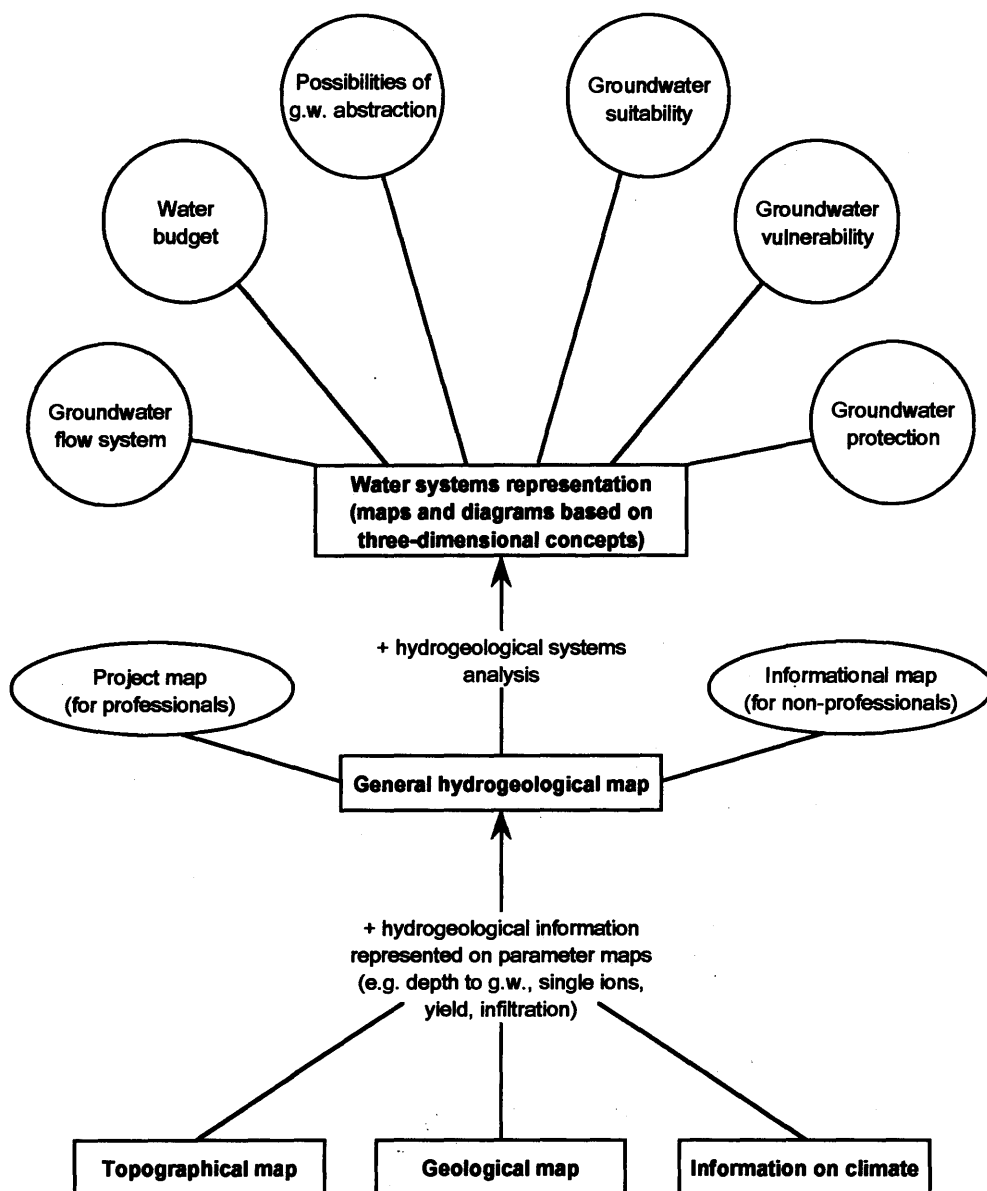 Possibilities of
g.w. abstraction
Groundwater
suitability
Water
budget
Groundwater
vulnerability
Groundwater
flow system
Groundwater
protection
Water systems representation
(maps and diagrams based on
three-dimensional concepts)
+ hydrogeological systems
analysis
Project map
(for professionals)
Informational map
(for non-professionals)
General hydrogeological map
+ hydrogeological information
represented on parameter maps
(e.g. depth to g.w., single ions,
yield, infiltration)
Topographical map
Geological map
Information on climate